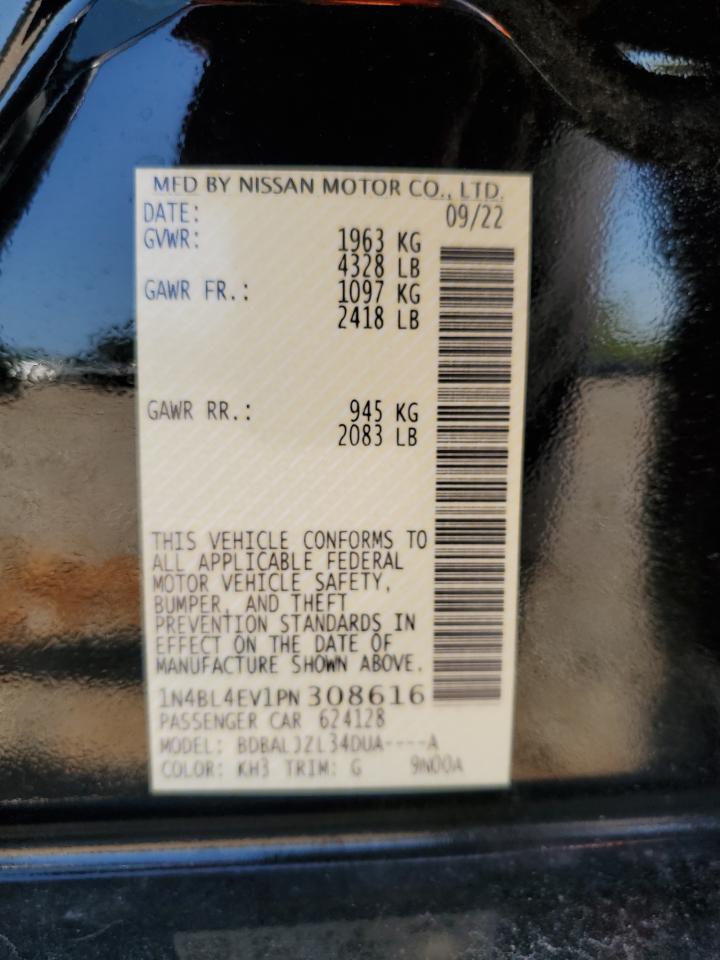 MFD BY NISSAN MOTOR CO., LTD.
DATE: 09/22
GVWR: 1963 KG
4328 LB
GAWR FR.: 1097 KG
2418 LB
GAWR RR.: 945 KG
2083 LB
THIS VEHICLE CONFORMS TO
ALL APPLICABLE FEDERAL
MOTOR VEHICLE SAFETY,
BUMPER, AND THEFT
PREVENTION STANDARDS IN
EFFECT ON THE DATE OF
MANUFACTURE SHOWN ABOVE.
1N4BL4EV1PN308616
PASSENGER CAR 624128
MODEL: BDBALJZL34DUA----A
COLOR: KH3 TRIM: G 9N00A